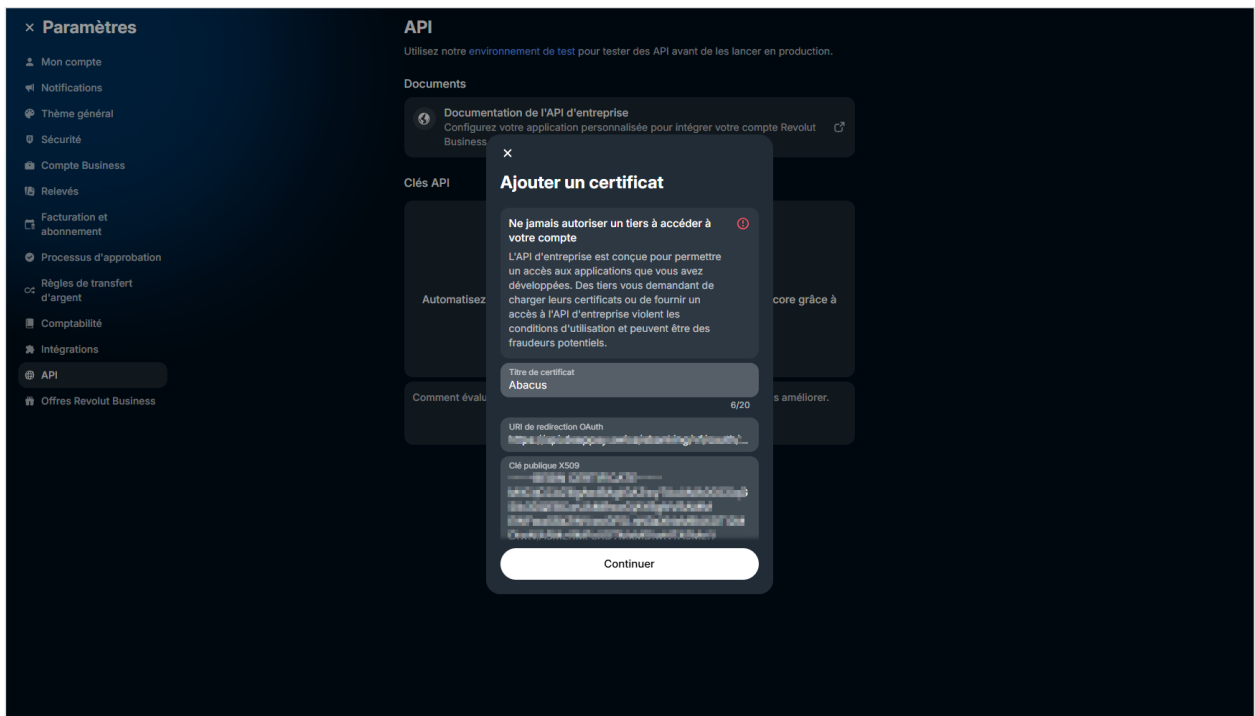 × Paramètres
Mon compte
Notifications
Thème général
Sécurité
Compte Business
Relevés
Facturation et
abonnement
Processus d'approbation
Règles de transfert
d'argent
Comptabilité
Intégrations
API
Offres Revolut Business
API
Utilisez notre environnement de test pour tester des API avant de les lancer en production.
Documents
Documentation de l'API d'entreprise
Configurez votre application personnalisée pour intégrer votre compte Revolut
Business
Clés API
Automatisez
core grâce à
Comment évalu
s améliorer.
×
Ajouter un certificat
Ne jamais autoriser un tiers à accéder à
votre compte
L'API d'entreprise est conçue pour permettre
un accès aux applications que vous avez
développées. Des tiers vous demandant de
charger leurs certificats ou de fournir un
accès à l'API d'entreprise violent les
conditions d'utilisation et peuvent être des
fraudeurs potentiels.
Titre de certificat
Abacus
6/20
URI de redirection OAuth
Clé publique X509
Continuer